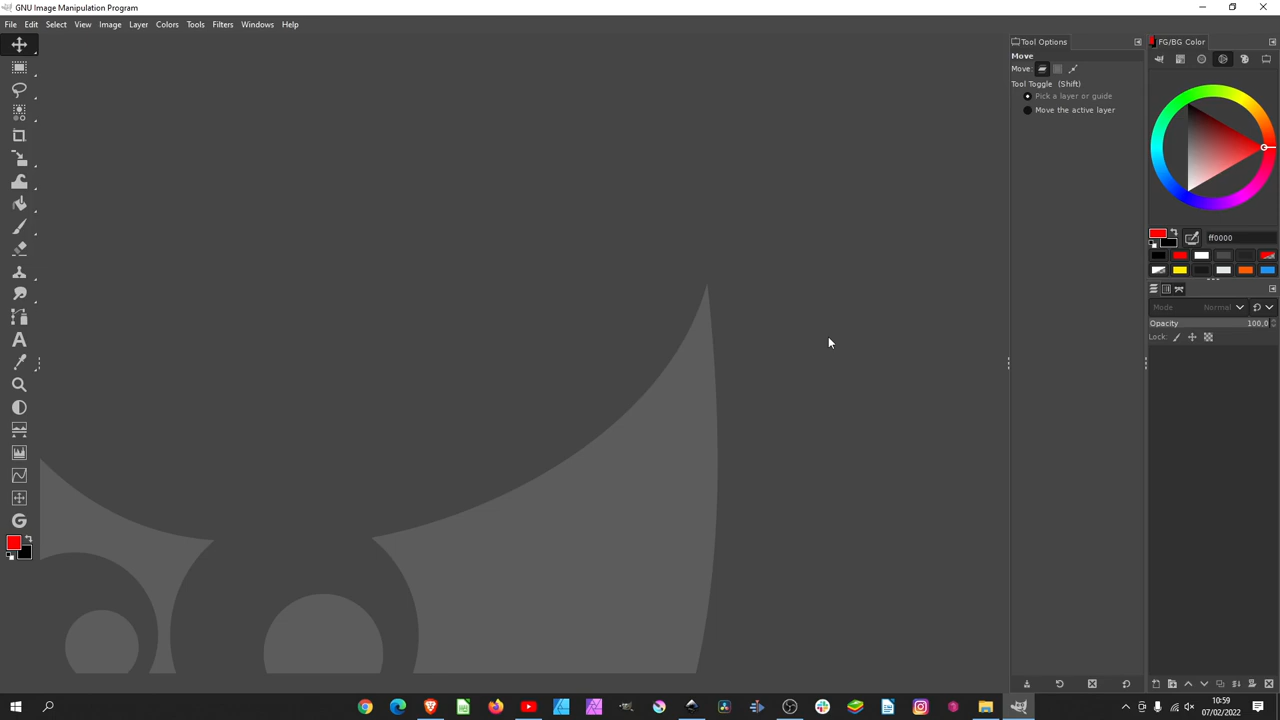 GNU Image Manipulation Program
File Edit Select View Image Layer Colors Tools Filters Windows Help
Tool Options
FG/BG Color
Move
Move:
Tool Toggle (Shift)
Pick a layer or guide
Move the active layer
ff0000
Mode Normal
Opacity 100,0
Lock:
10:59
07/02/2022